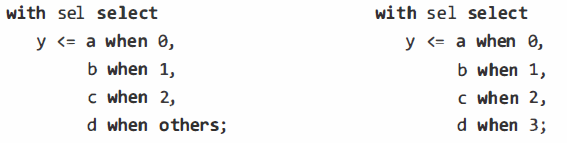 with sel select
y <= a when 0,
b when 1,
c when 2,
d when others;
with sel select
y <= a when 0,
b when 1,
c when 2,
d when 3;